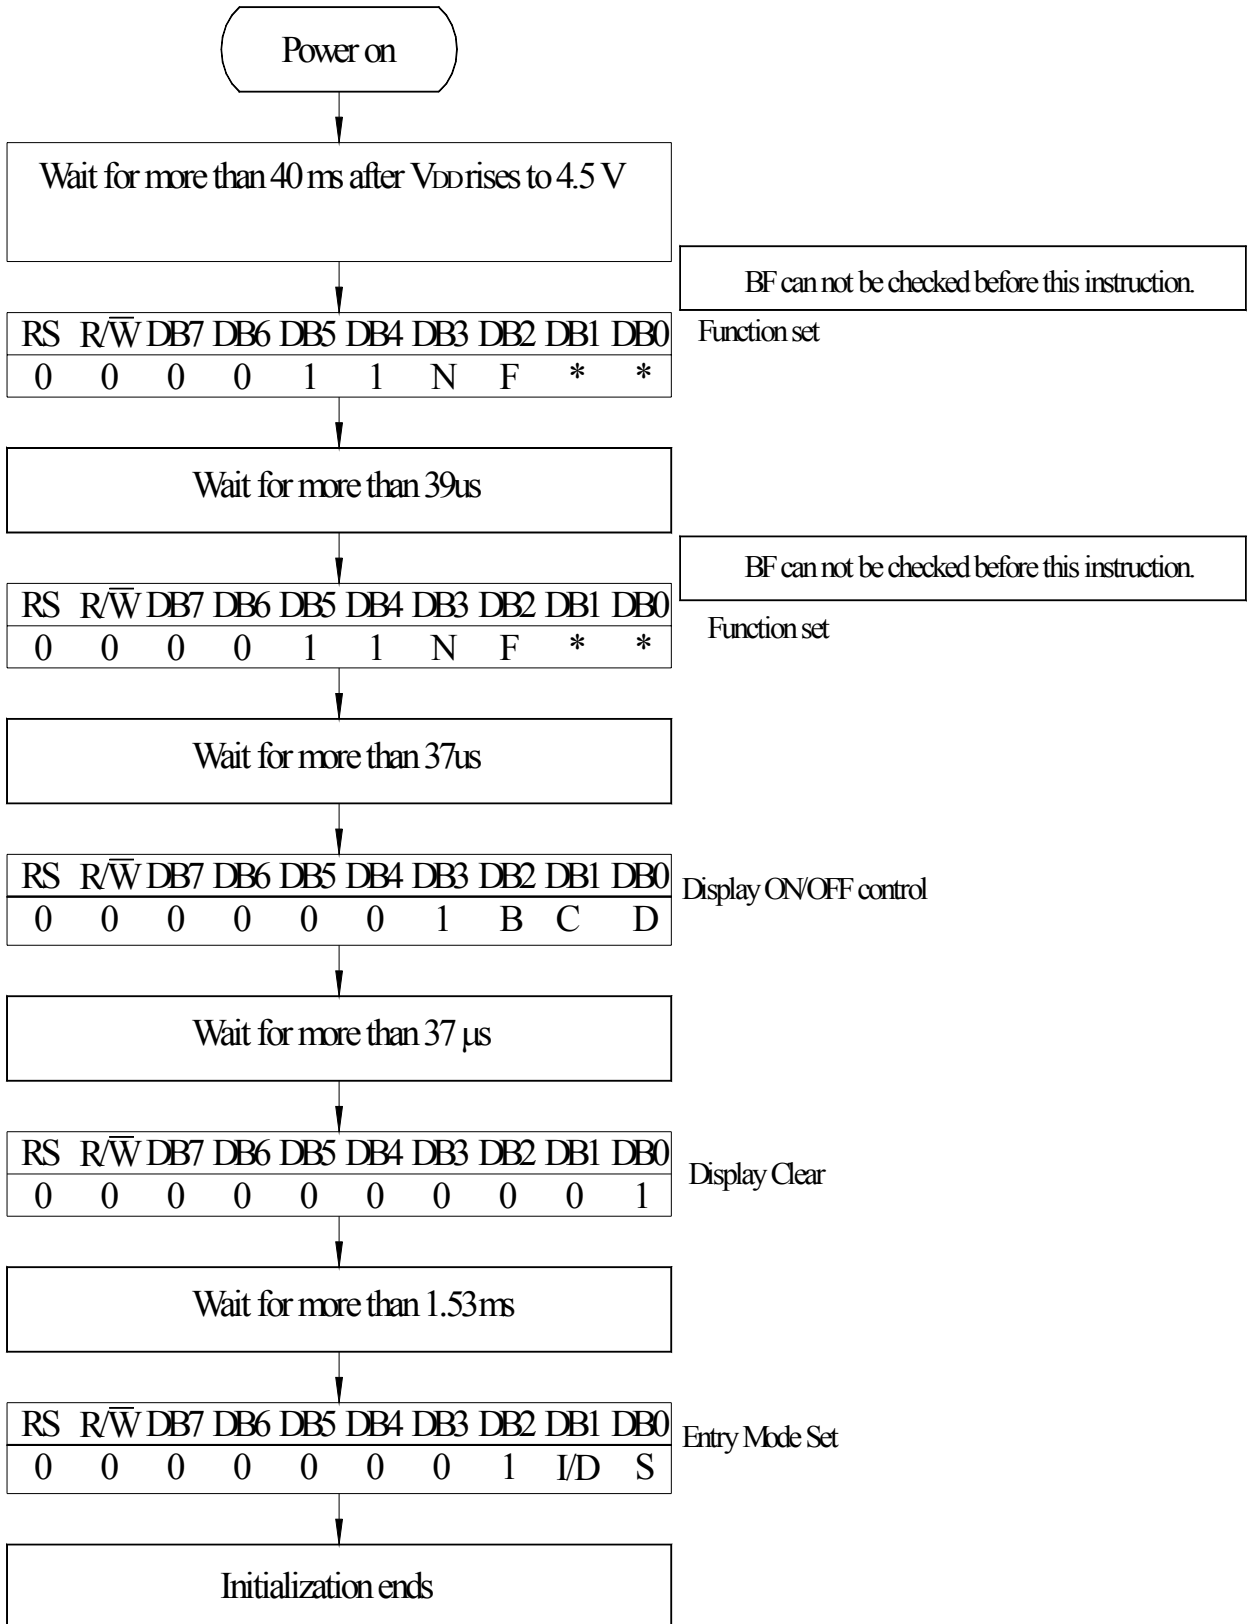 Power on
Wait for more than 40 ms after VDD rises to 4.5 V
BF can not be checked before this instruction.
RS R/W̅ DB7 DB6 DB5 DB4 DB3 DB2 DB1 DB0
Function set
0 0 0 0 1 1 N F * *
Wait for more than 39us
BF can not be checked before this instruction.
RS R/W̅ DB7 DB6 DB5 DB4 DB3 DB2 DB1 DB0
Function set
0 0 0 0 1 1 N F * *
Wait for more than 37us
RS R/W̅ DB7 DB6 DB5 DB4 DB3 DB2 DB1 DB0
Display ON/OFF control
0 0 0 0 0 0 1 B C D
Wait for more than 37 μs
RS R/W̅ DB7 DB6 DB5 DB4 DB3 DB2 DB1 DB0
Display Clear
0 0 0 0 0 0 0 0 0 1
Wait for more than 1.53ms
RS R/W̅ DB7 DB6 DB5 DB4 DB3 DB2 DB1 DB0
Entry Mode Set
0 0 0 0 0 0 0 1 I/D S
Initialization ends